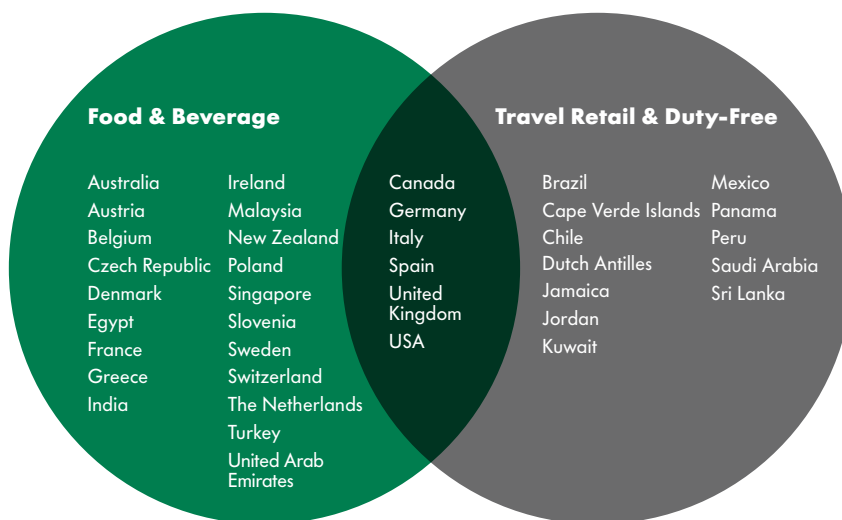 Food & Beverage
Australia
Austria
Belgium
Czech Republic
Denmark
Egypt
France
Greece
India
Ireland
Malaysia
New Zealand
Poland
Singapore
Slovenia
Sweden
Switzerland
The Netherlands
Turkey
United Arab
Emirates
Canada
Germany
Italy
Spain
United
Kingdom
USA
Travel Retail & Duty-Free
Brazil
Cape Verde Islands
Chile
Dutch Antilles
Jamaica
Jordan
Kuwait
Mexico
Panama
Peru
Saudi Arabia
Sri Lanka